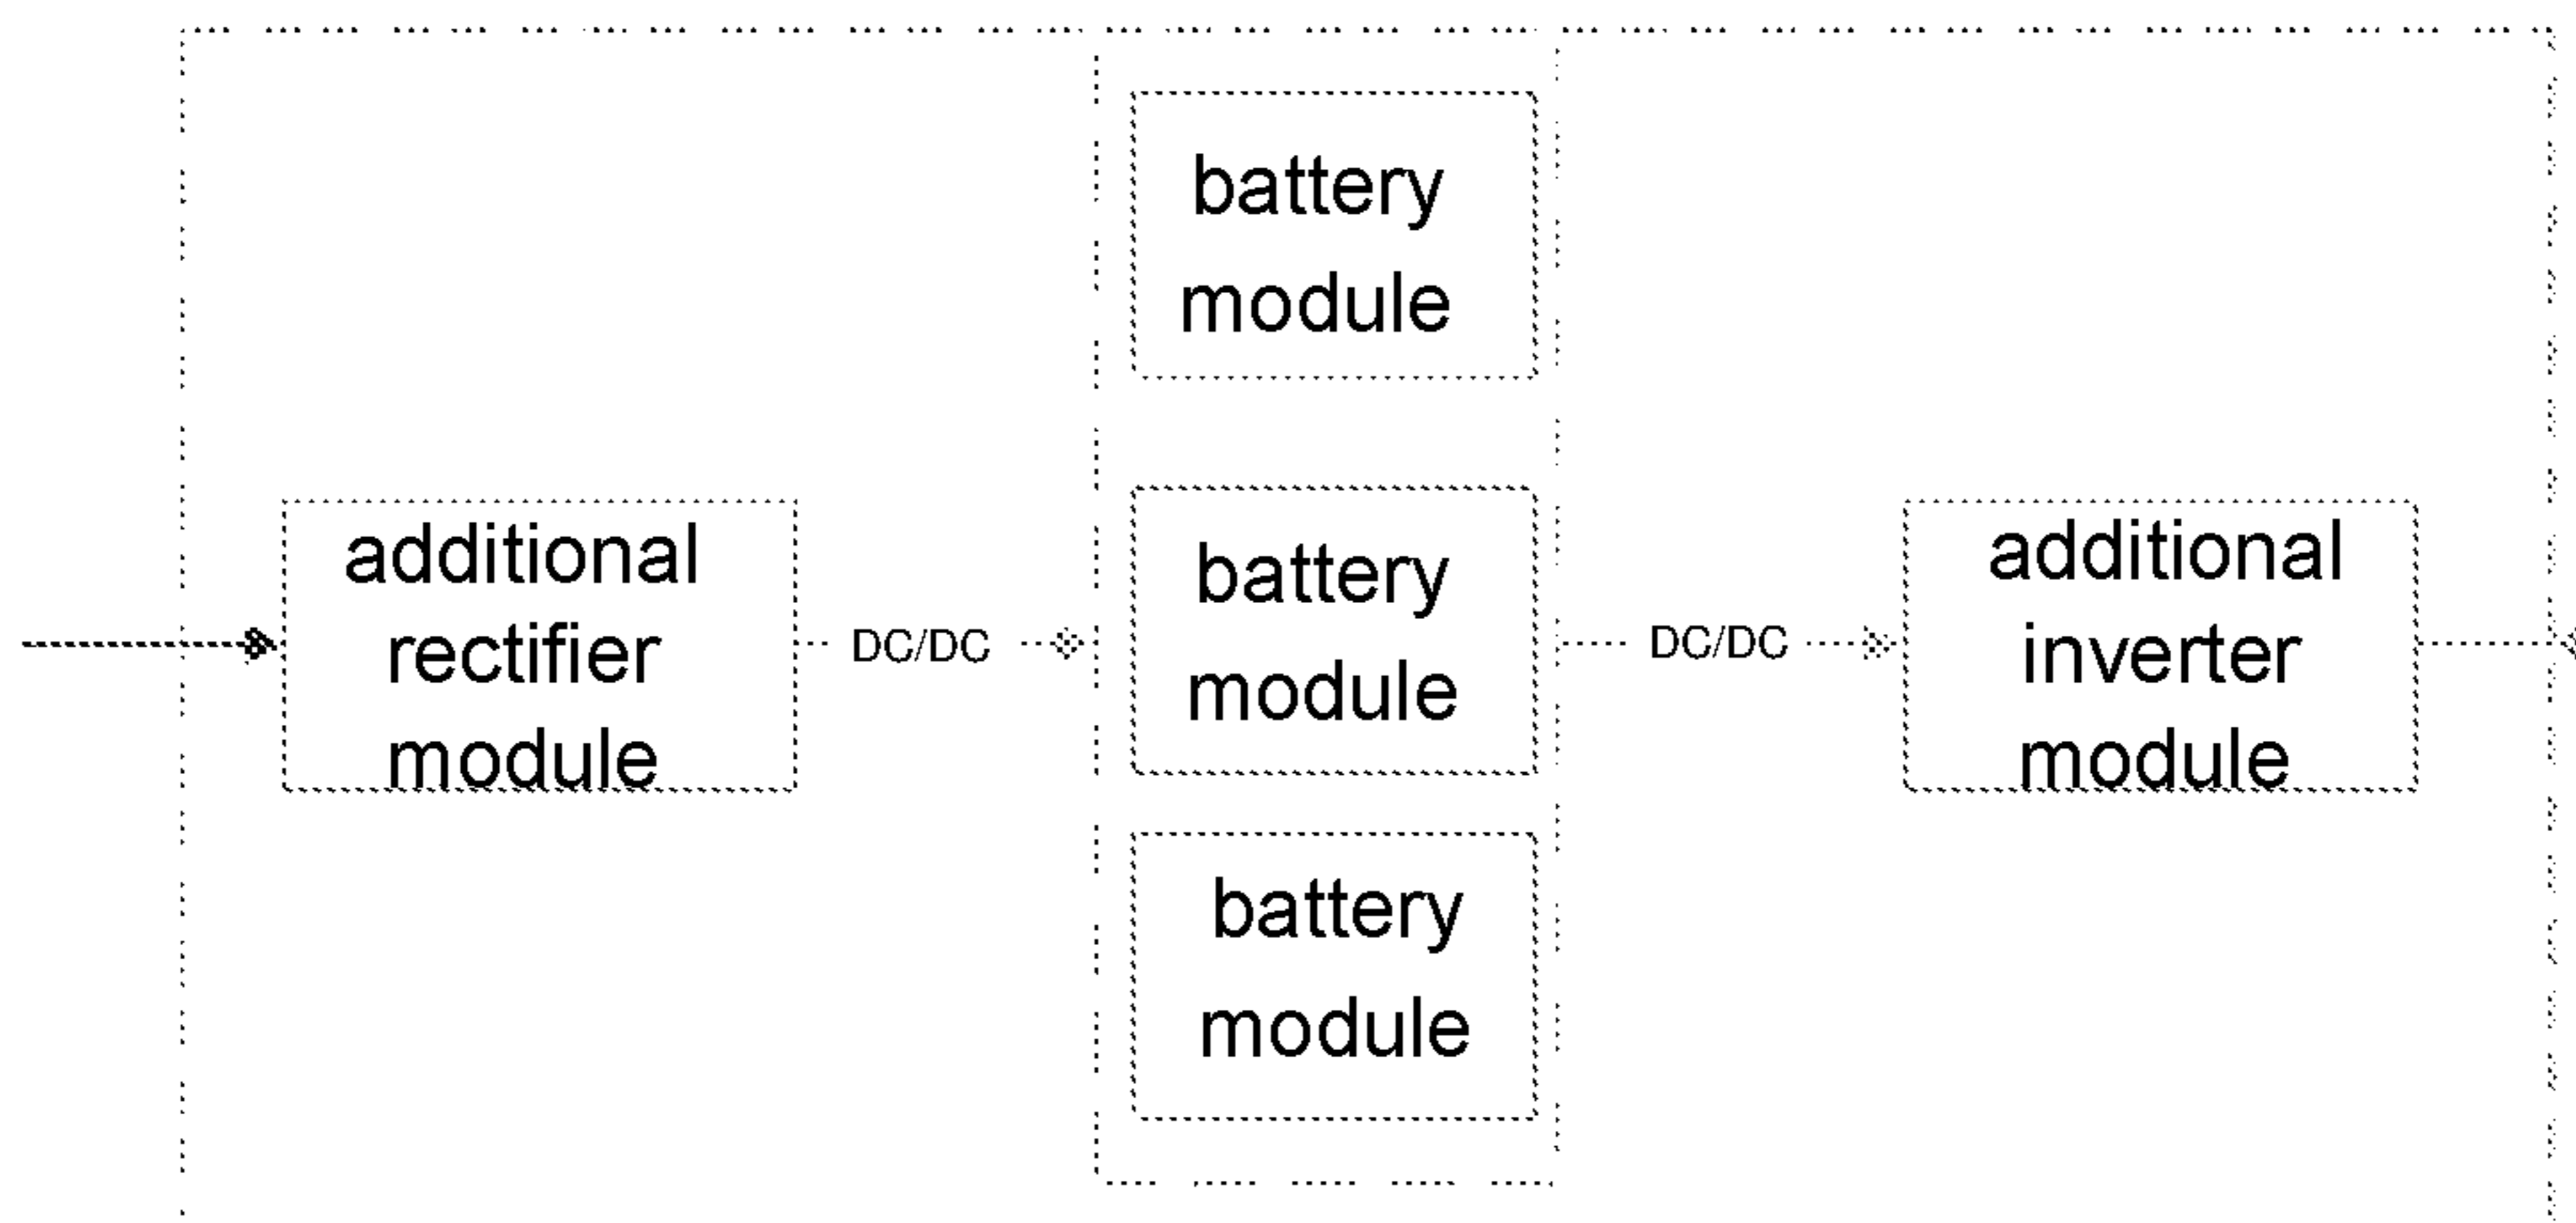 battery
module
additional
rectifier
module
DC/DC
battery
module
DC/DC
additional
inverter
module
battery
module